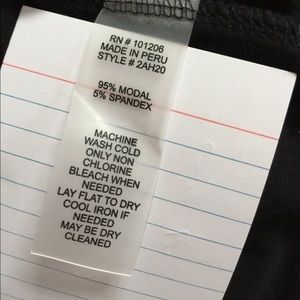 RN # 101206
MADE IN PERU
STYLE # 2AH20
95% MODAL
5% SPANDEX
MACHINE
WASH COLD
ONLY NON
CHLORINE
BLEACH WHEN
NEEDED
LAY FLAT TO DRY
COOL IRON IF
NEEDED
MAY BE DRY
CLEANED